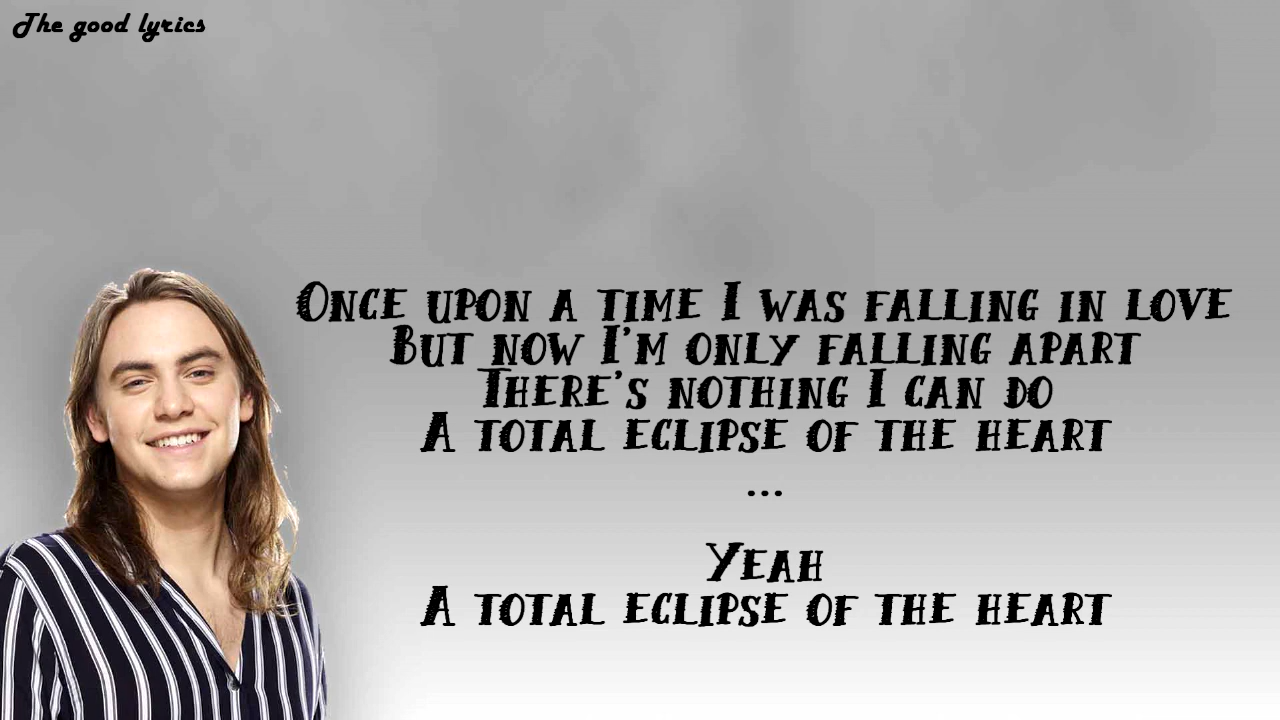 The good lyrics
Once upon a time I was falling in love
But now I'm only falling apart
There's nothing I can do
A total eclipse of the heart
...
Yeah
A total eclipse of the heart